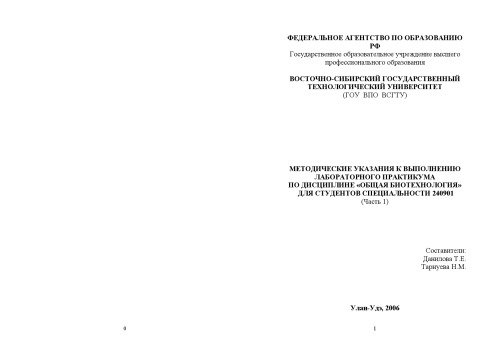 ФЕДЕРАЛЬНОЕ АГЕНТСТВО ПО ОБРАЗОВАНИЮ
РФ
Государственное образовательное учреждение высшего
профессионального образования
ВОСТОЧНО-СИБИРСКИЙ ГОСУДАРСТВЕННЫЙ
ТЕХНОЛОГИЧЕСКИЙ УНИВЕРСИТЕТ
(ГОУ ВПО ВСГТУ)
МЕТОДИЧЕСКИЕ УКАЗАНИЯ К ВЫПОЛНЕНИЮ
ЛАБОРАТОРНОГО ПРАКТИКУМА
ПО ДИСЦИПЛИНЕ «ОБЩАЯ БИОТЕХНОЛОГИЯ»
ДЛЯ СТУДЕНТОВ СПЕЦИАЛЬНОСТИ 240901
(Часть 1)
Составители:
Данилова Т.Е.
Тарнуева Н.М.
Улан-Удэ, 2006
0
1